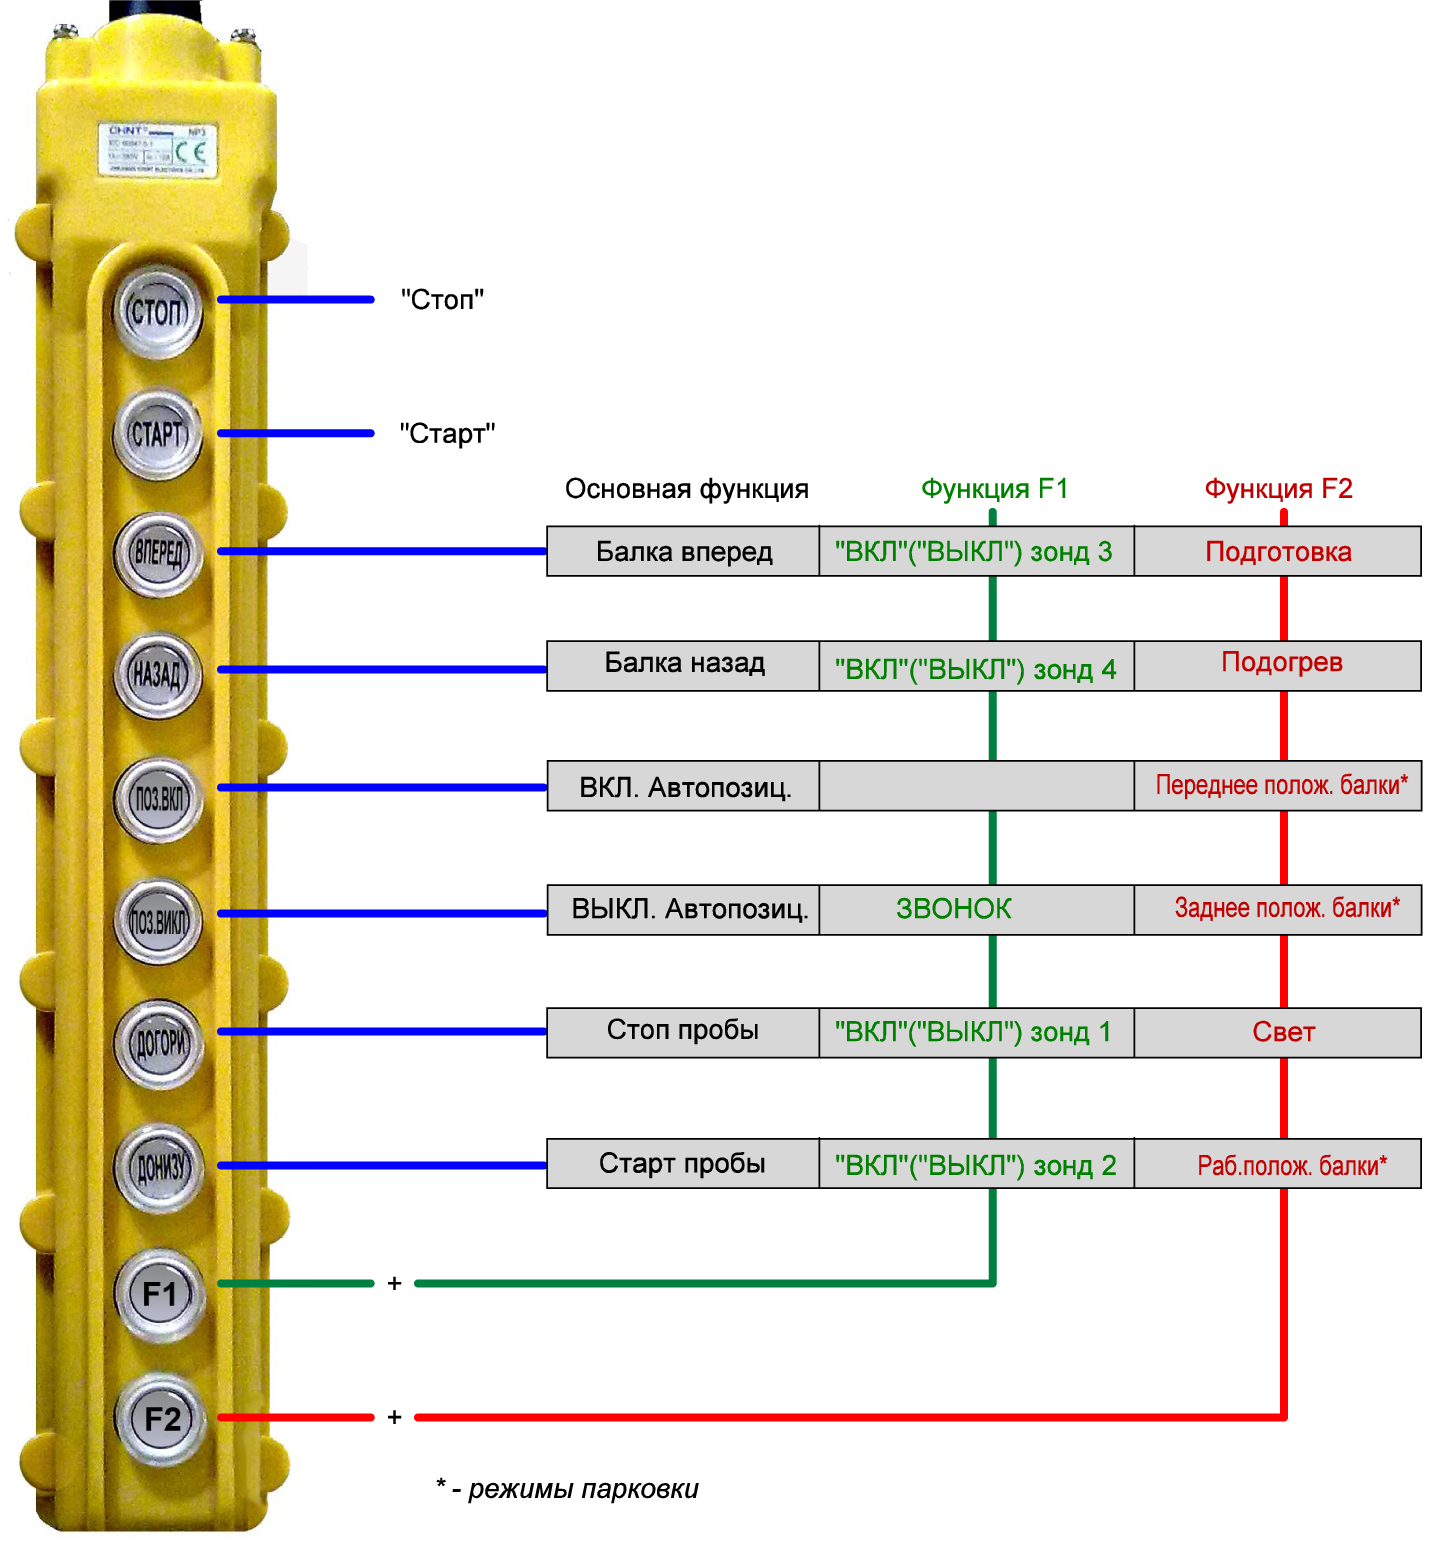 CHNT NP3
CE
СТОП "Стоп"
СТАРТ "Старт"
Основная функция Функция F1 Функция F2
ВПЕРЕД Балка вперед "ВКЛ"("ВЫКЛ") зонд 3 Подготовка
НАЗАД Балка назад "ВКЛ"("ВЫКЛ") зонд 4 Подогрев
ПОЗ.ВКЛ ВКЛ. Автопозиц. Переднее полож. балки*
ПОЗ.ВИКЛ ВЫКЛ. Автопозиц. ЗВОНОК Заднее полож. балки*
ДОГОРИ Стоп пробы "ВКЛ"("ВЫКЛ") зонд 1 Свет
ДОНИЗУ Старт пробы "ВКЛ"("ВЫКЛ") зонд 2 Раб.полож. балки*
F1 +
F2 +
* - режимы парковки